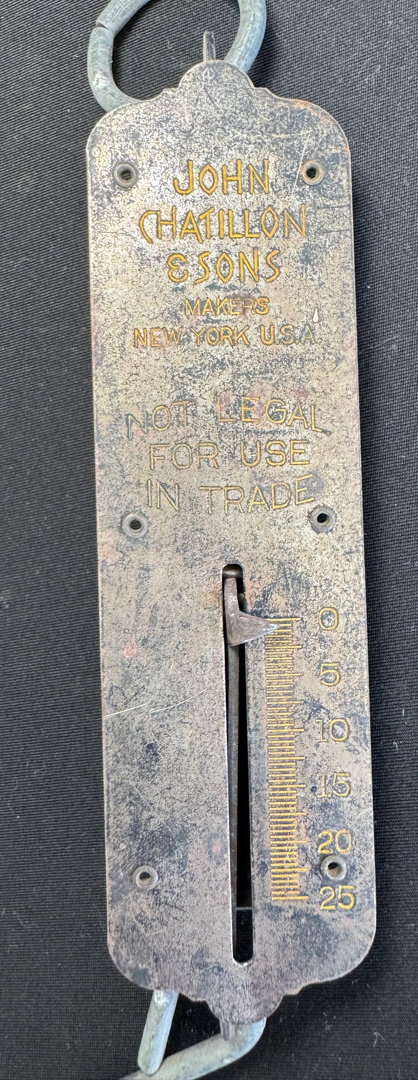 JOHN
CHATILLON
& SONS
MAKERS
NEW YORK U.S.A.
NOT LEGAL
FOR USE
IN TRADE
0
5
10
15
20
25